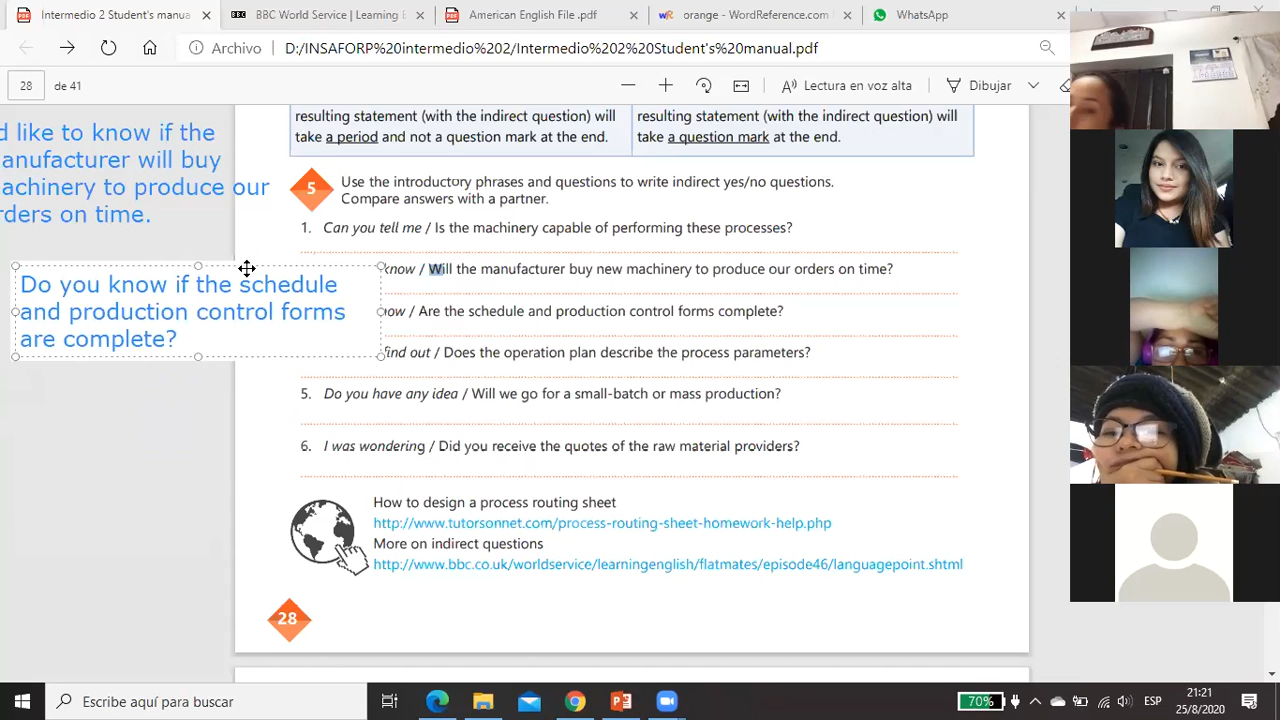 Intermedio 2 Student's manu
BBC World Service | Learning E
American English File .pdf
orange - WordReference.com
WhatsApp
Archivo
D:/INSAFORP%20intermedio%202/Intermedio%202%20Student's%20manual.pdf
28
de 41
Lectura en voz alta
Dibujar
resulting statement (with the indirect question) will
take a period and not a question mark at the end.
resulting statement (with the indirect question) will
take a question mark at the end.
d like to know if the
anufacturer will buy
achinery to produce our
rders on time.
Do you know if the schedule
and production control forms
are complete?
5
Use the introductory phrases and questions to write indirect yes/no questions.
Compare answers with a partner.
1. Can you tell me / Is the machinery capable of performing these processes?
know / Will the manufacturer buy new machinery to produce our orders on time?
ow / Are the schedule and production control forms complete?
find out / Does the operation plan describe the process parameters?
5. Do you have any idea / Will we go for a small-batch or mass production?
6. I was wondering / Did you receive the quotes of the raw material providers?
How to design a process routing sheet
http://www.tutorsonnet.com/process-routing-sheet-homework-help.php
More on indirect questions
http://www.bbc.co.uk/worldservice/learningenglish/flatmates/episode46/languagepoint.shtml
28
Escribe aquí para buscar
70%
ESP
21:21
25/8/2020